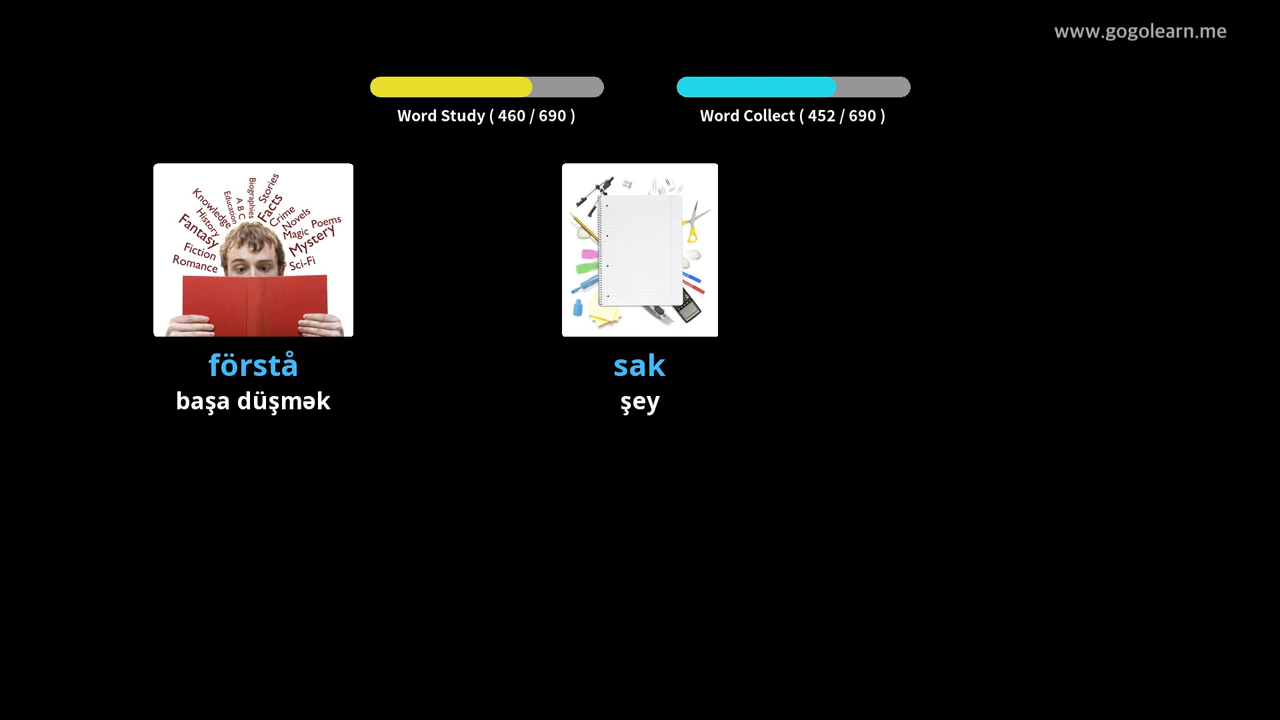 www.gogolearn.me
Word Study ( 460 / 690 )
Word Collect ( 452 / 690 )
Knowledge
History
Fantasy
Fiction
Romance
Education
A B C
Biographies
Stories
Facts
Crime
Novels
Magic
Poems
Mystery
Sci-Fi
förstå
başa düşmək
sak
şey